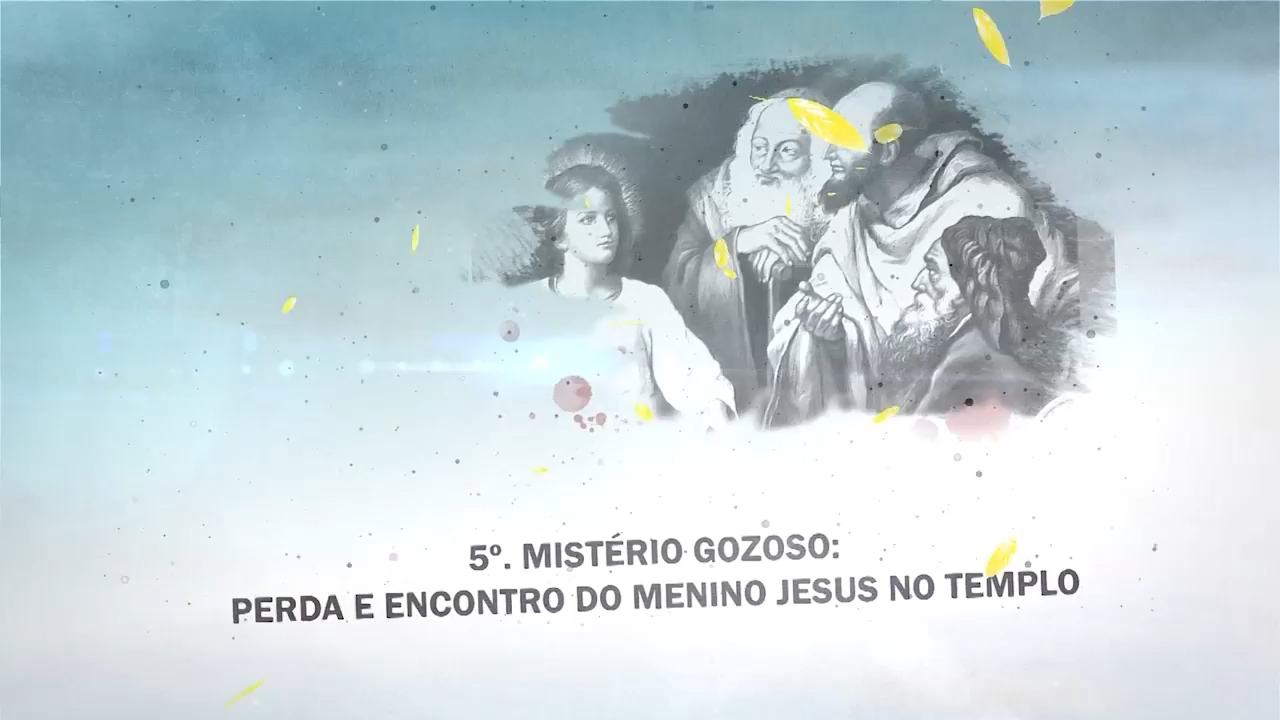 5º. MISTÉRIO GOZOSO:
PERDA E ENCONTRO DO MENINO JESUS NO TEMPLO